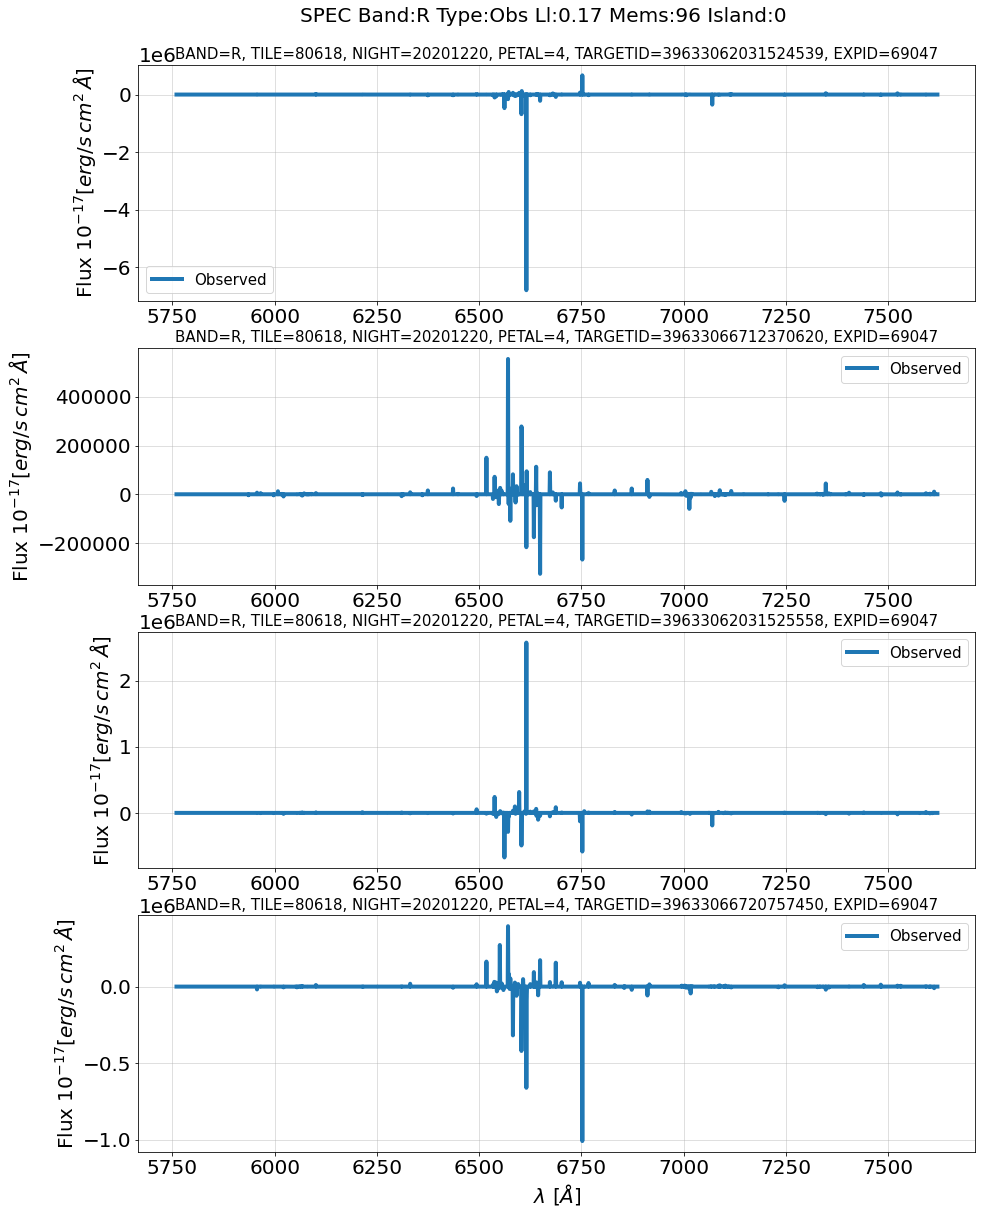 SPEC Band:R Type:Obs Ll:0.17 Mems:96 Island:0
1e6
BAND=R, TILE=80618, NIGHT=20201220, PETAL=4, TARGETID=39633062031524539, EXPID=69047
Flux 10^{-17}[erg/s cm^2 Å]
0
−2
−4
−6
Observed
5750 6000 6250 6500 6750 7000 7250 7500
BAND=R, TILE=80618, NIGHT=20201220, PETAL=4, TARGETID=39633066712370620, EXPID=69047
Flux 10^{-17}[erg/s cm^2 Å]
400000
200000
0
−200000
Observed
5750 6000 6250 6500 6750 7000 7250 7500
1e6
BAND=R, TILE=80618, NIGHT=20201220, PETAL=4, TARGETID=39633062031525558, EXPID=69047
Flux 10^{-17}[erg/s cm^2 Å]
2
1
0
Observed
5750 6000 6250 6500 6750 7000 7250 7500
1e6
BAND=R, TILE=80618, NIGHT=20201220, PETAL=4, TARGETID=39633066720757450, EXPID=69047
Flux 10^{-17}[erg/s cm^2 Å]
0.0
−0.5
−1.0
Observed
5750 6000 6250 6500 6750 7000 7250 7500
λ [Å]